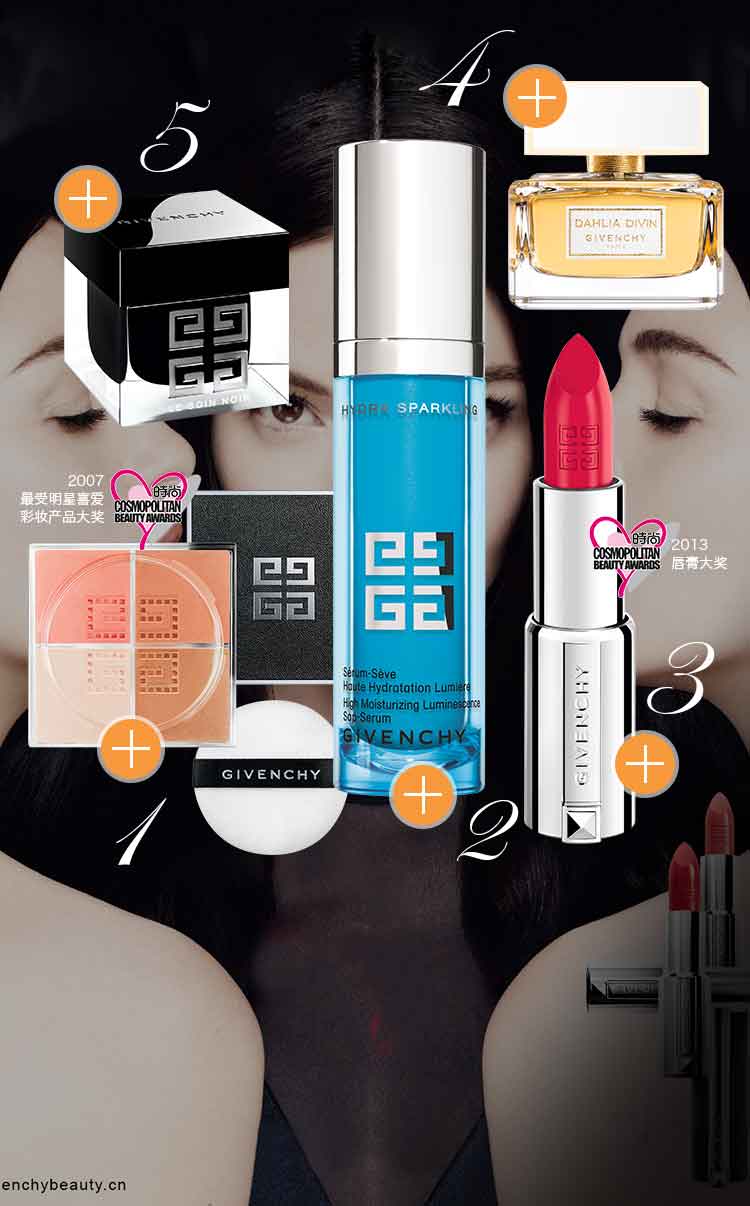 4
5
GIVENCHY
LE SOIN NOIR
DAHLIA DIVIN
GIVENCHY
HYDRA SPARKLING
2007
最受明星喜爱
彩妆产品大奖
时尚
COSMOPOLITAN
BEAUTY AWARDS
时尚
COSMOPOLITAN
BEAUTY AWARDS
2013
唇膏大奖
Sérum-Sève
Haute Hydratation Lumière
High Moisturizing Luminescence
Sap-Serum
GIVENCHY
GIVENCHY
GIVENCHY
3
1
2
enchybeauty.cn